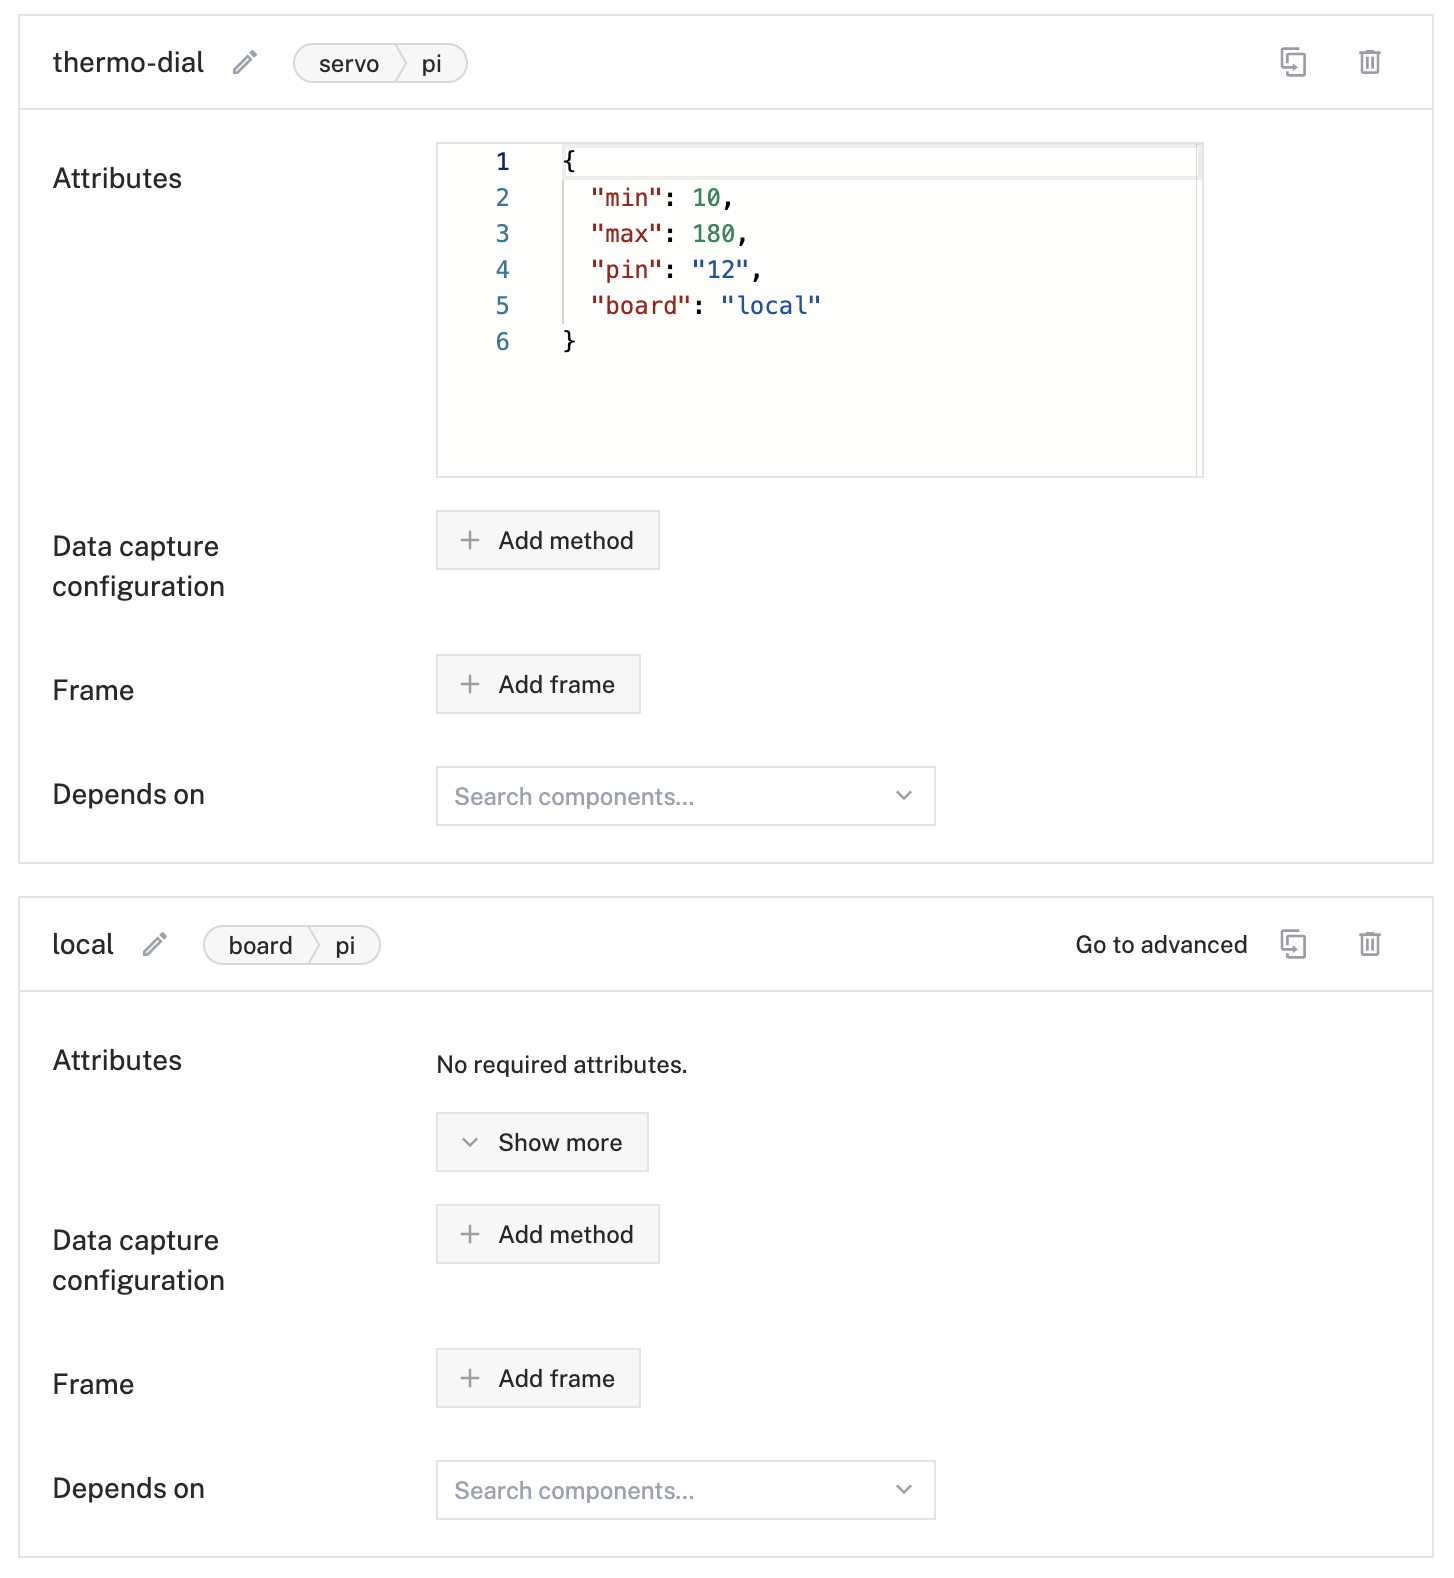 thermo-dial servo pi
Attributes
1 {
2 "min": 10,
3 "max": 180,
4 "pin": "12",
5 "board": "local"
6 }
Data capture configuration
Add method
Frame
Add frame
Depends on
Search components...
local board pi Go to advanced
Attributes
No required attributes.
Show more
Data capture configuration
Add method
Frame
Add frame
Depends on
Search components...